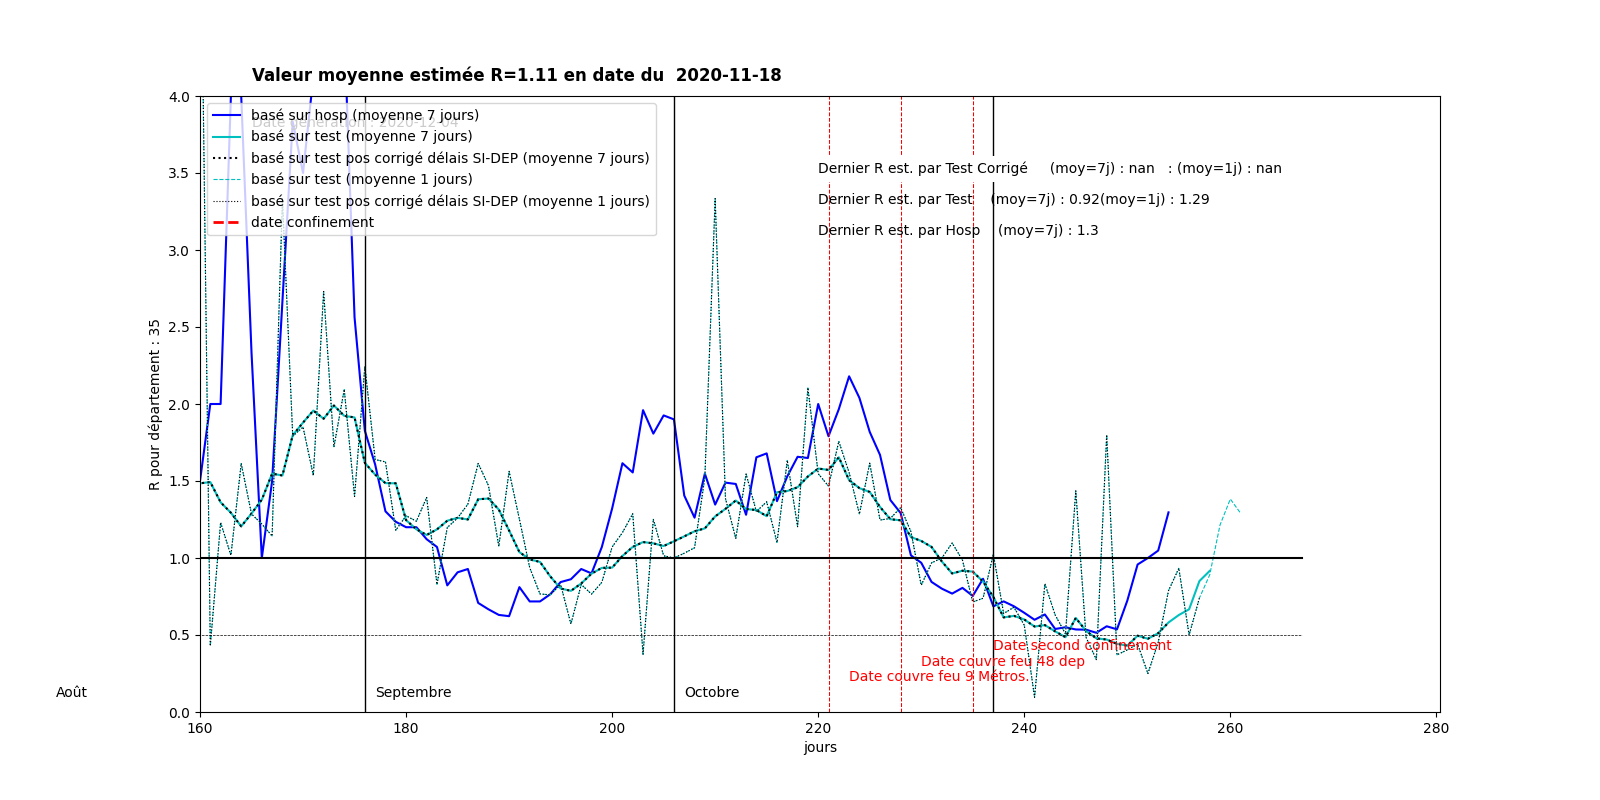 Valeur moyenne estimée R=1.11 en date du  2020-11-18
4.0
3.5
3.0
2.5
2.0
1.5
1.0
0.5
0.0
R pour département : 35
basé sur hosp (moyenne 7 jours)
basé sur test (moyenne 7 jours)
basé sur test pos corrigé délais SI-DEP (moyenne 7 jours)
basé sur test (moyenne 1 jours)
basé sur test pos corrigé délais SI-DEP (moyenne 1 jours)
date confinement
Dernier R est. par Test Corrigé     (moy=7j) : nan   : (moy=1j) : nan
Dernier R est. par Test    (moy=7j) : 0.92(moy=1j) : 1.29
Dernier R est. par Hosp    (moy=7j) : 1.3
Date second confinement
Date couvre feu 48 dep
Date couvre feu 9 Métros.
Août
Septembre
Octobre
160
180
200
220
240
260
280
jours